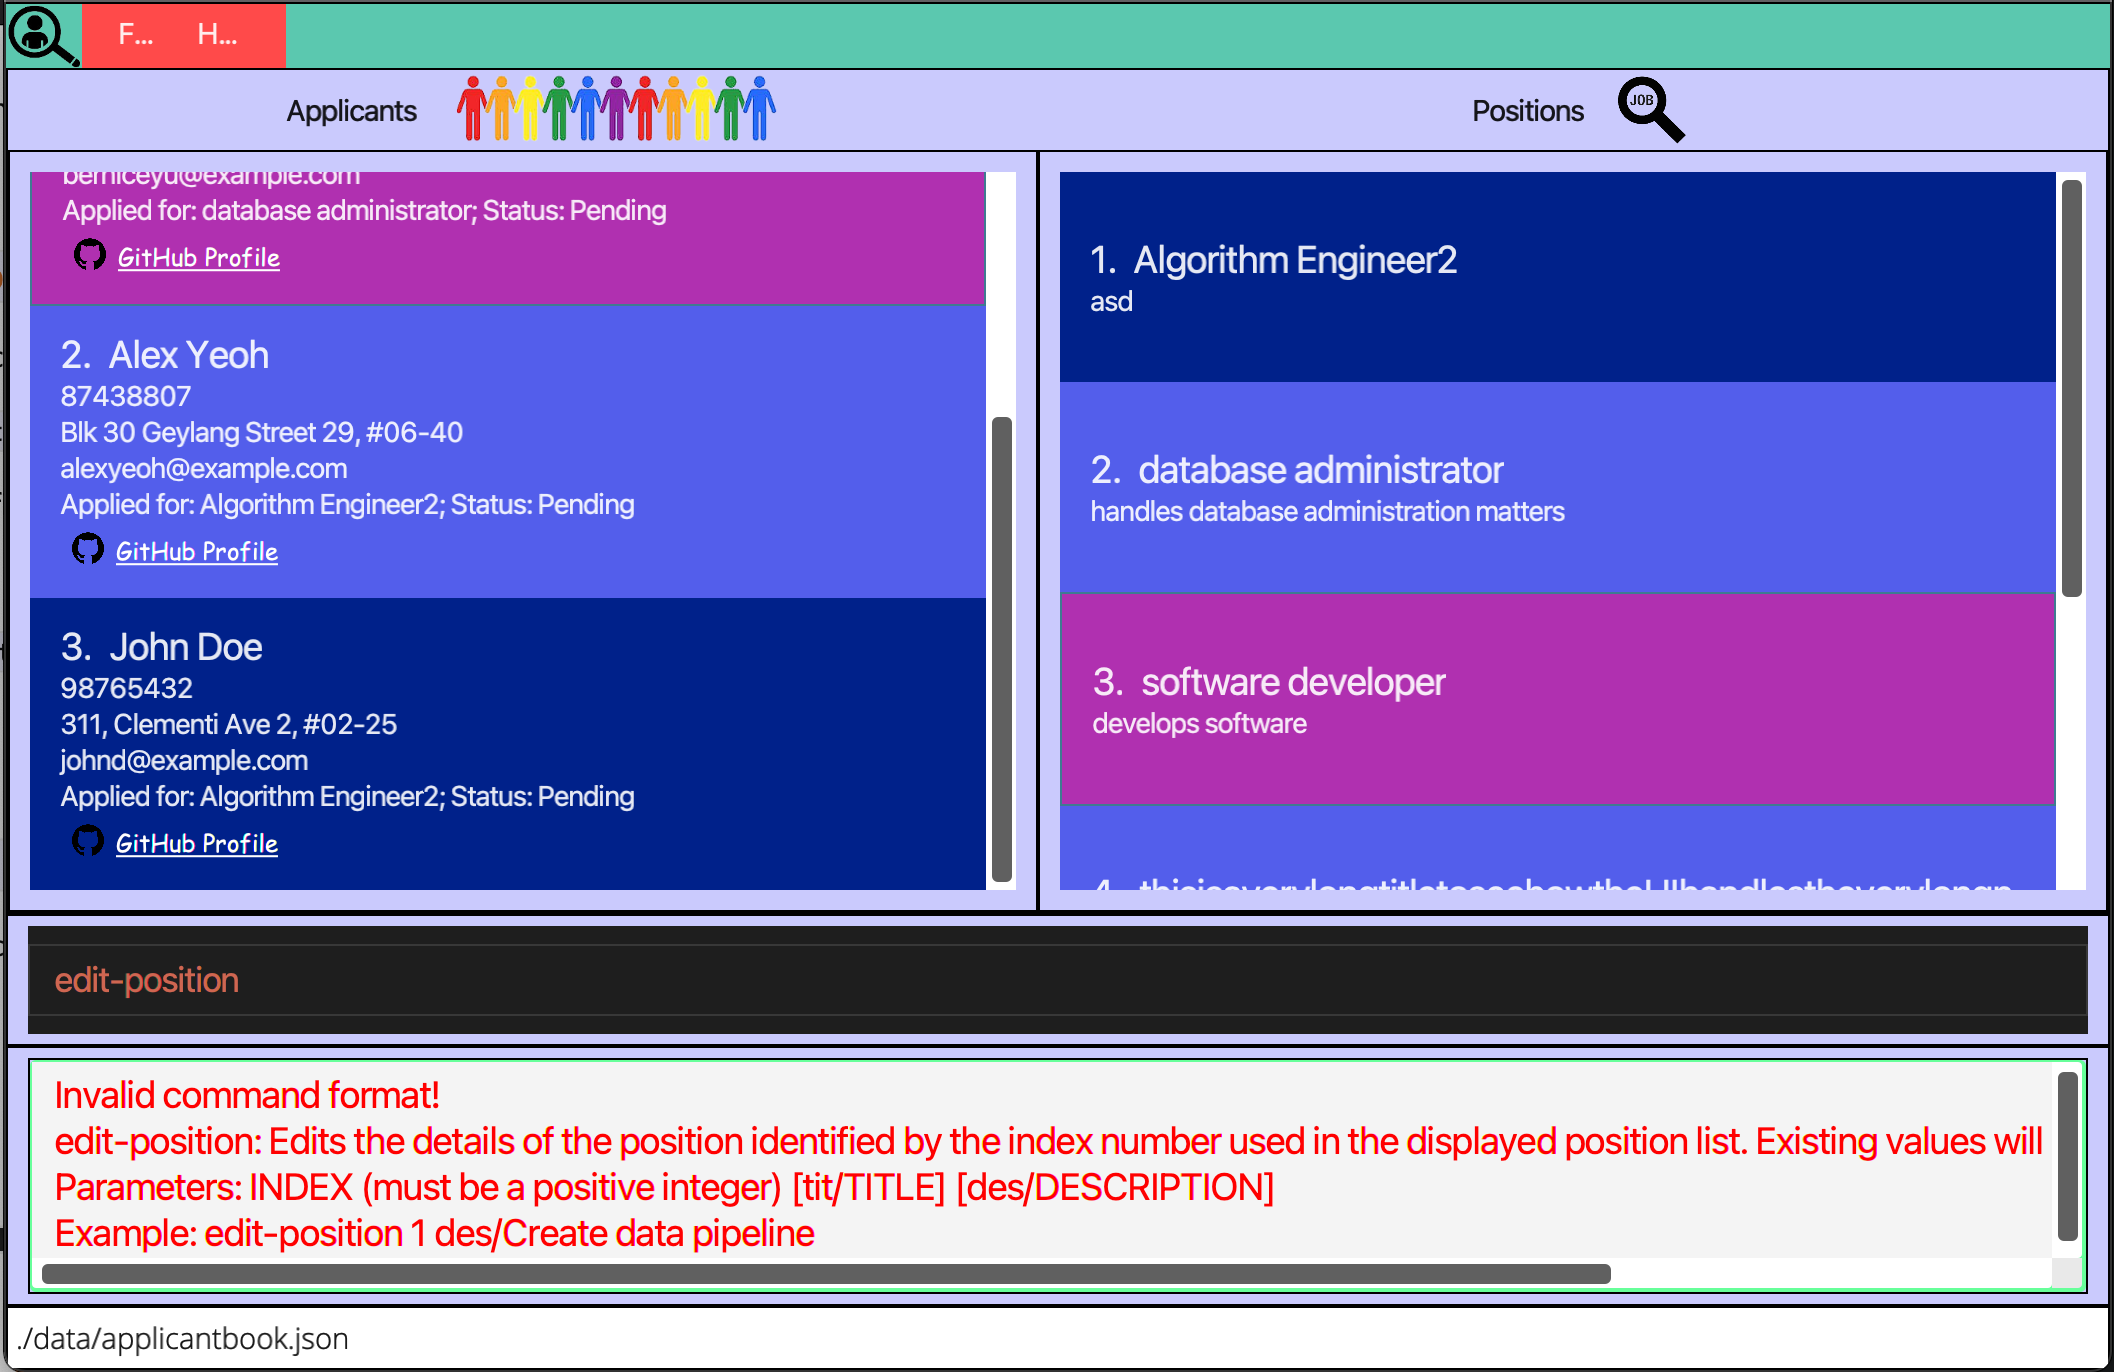 F... H...
Applicants
Positions
JOB
berniceyu@example.com
Applied for: database administrator; Status: Pending
GitHub Profile
2. Alex Yeoh
87438807
Blk 30 Geylang Street 29, #06-40
alexyeoh@example.com
Applied for: Algorithm Engineer2; Status: Pending
GitHub Profile
3. John Doe
98765432
311, Clementi Ave 2, #02-25
johnd@example.com
Applied for: Algorithm Engineer2; Status: Pending
GitHub Profile
1. Algorithm Engineer2
asd
2. database administrator
handles database administration matters
3. software developer
develops software
4.
edit-position
Invalid command format!
edit-position: Edits the details of the position identified by the index number used in the displayed position list. Existing values will
Parameters: INDEX (must be a positive integer) [tit/TITLE] [des/DESCRIPTION]
Example: edit-position 1 des/Create data pipeline
./data/applicantbook.json